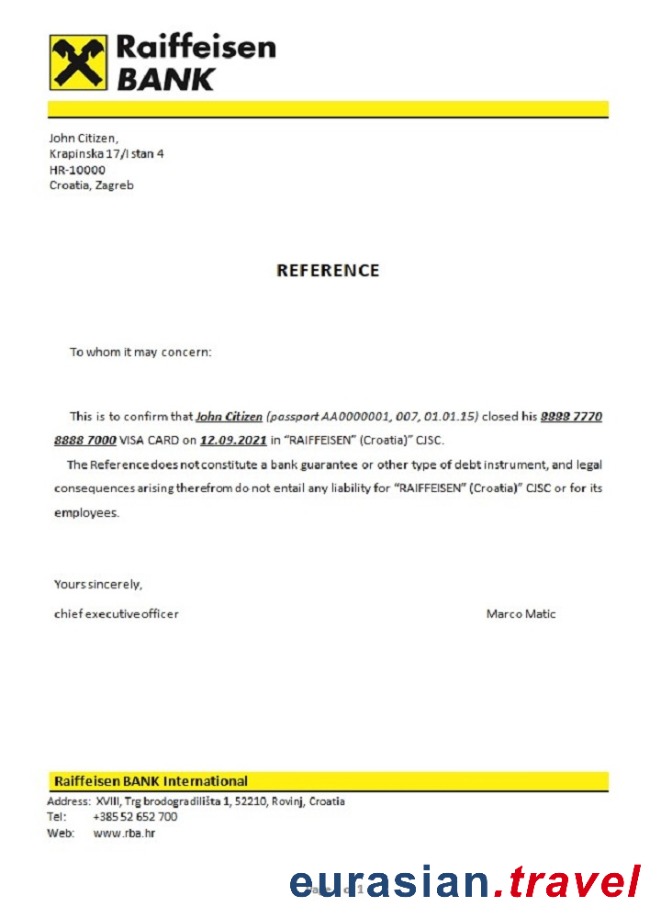 Raiffeisen
BANK
John Citizen,
Krapinska 17/I stan 4
HR-10000
Croatia, Zagreb
REFERENCE
To whom it may concern:
This is to confirm that John Citizen (passport AA0000001, 007, 01.01.15) closed his 8888 7770
8888 7000 VISA CARD on 12.09.2021 in “RAIFFEISEN” (Croatia)” CJSC.
The Reference does not constitute a bank guarantee or other type of debt instrument, and legal
consequences arising therefrom do not entail any liability for “RAIFFEISEN” (Croatia)” CJSC or for its
employees.
Yours sincerely,
chief executive officer Marco Matic
Raiffeisen BANK International
Address: XVIII, Trg brodogradilišta 1, 52210, Rovinj, Croatia
Tel: +385 52 652 700
Web: www.rba.hr
eurasian.travel